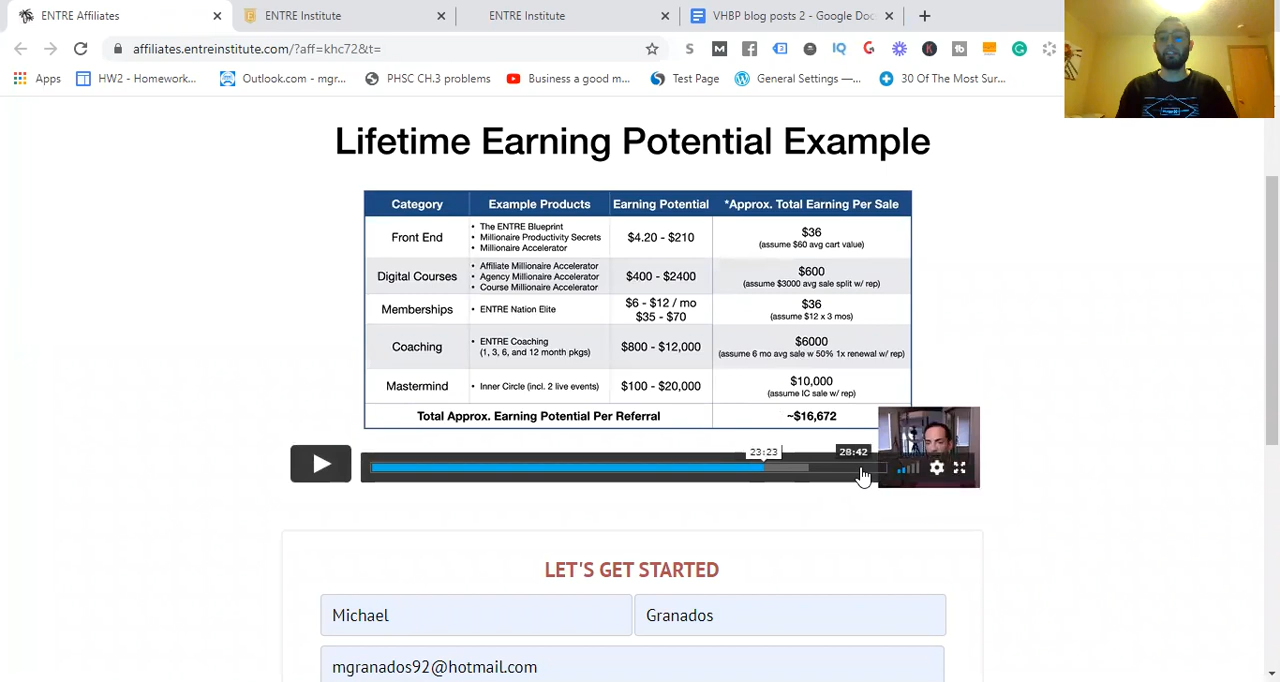 ENTRE Affiliates
ENTRE Institute
ENTRE Institute
VHBP blog posts 2 - Google Doc
affiliates.entreinstitute.com/?aff=khc72&t=
Apps
HW2 - Homework...
Outlook.com - mgr...
PHSC CH.3 problems
Business a good m...
Test Page
General Settings —...
30 Of The Most Sur...
Lifetime Earning Potential Example
Category Example Products Earning Potential *Approx. Total Earning Per Sale
Front End
• The ENTRE Blueprint
• Millionaire Productivity Secrets
• Millionaire Accelerator
$4.20 - $210
$36
(assume $60 avg cart value)
Digital Courses
• Affiliate Millionaire Accelerator
• Agency Millionaire Accelerator
• Course Millionaire Accelerator
$400 - $2400
$600
(assume $3000 avg sale split w/ rep)
Memberships
• ENTRE Nation Elite
$6 - $12 / mo
$35 - $70
$36
(assume $12 x 3 mos)
Coaching
• ENTRE Coaching
(1, 3, 6, and 12 month pkgs)
$800 - $12,000
$6000
(assume 6 mo avg sale w 50% 1x renewal w/ rep)
Mastermind
• Inner Circle (incl. 2 live events)
$100 - $20,000
$10,000
(assume IC sale w/ rep)
Total Approx. Earning Potential Per Referral ~$16,672
23:23
28:42
LET'S GET STARTED
Michael
Granados
mgranados92@hotmail.com